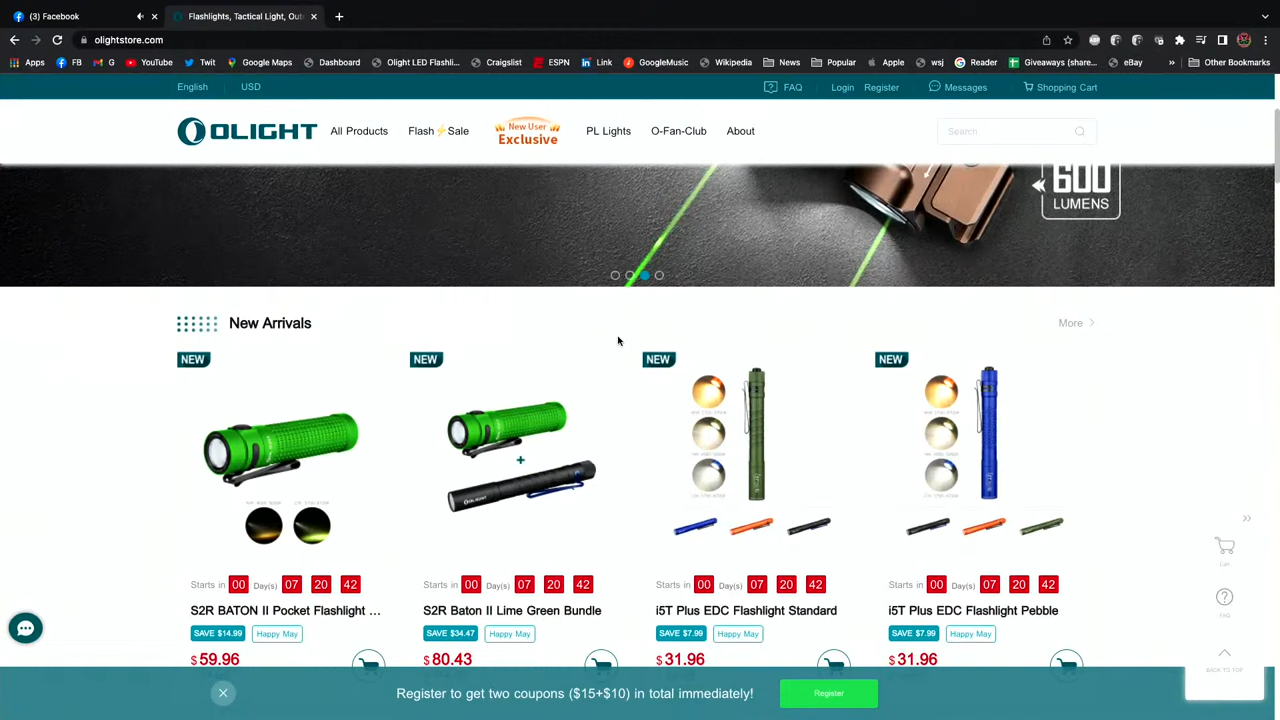 (3) Facebook
Flashlights, Tactical Light, Out
olightstore.com
Apps FB G YouTube Twit Google Maps Dashboard Olight LED Flashli... Craigslist ESPN Link GoogleMusic Wikipedia News Popular Apple Reader Giveaways (share... wsj eBay » Other Bookmarks
English USD FAQ Login Register Messages Shopping Cart
OLIGHT All Products Flash⚡Sale New User Exclusive PL Lights O-Fan-Club About Search
600
LUMENS
New Arrivals More
NEW NEW NEW NEW
OLIGHT
Starts in 00 Day(s) 07 20 42 Starts in 00 Day(s) 07 20 42 Starts in 00 Day(s) 07 20 42 Starts in 00 Day(s) 07 20 42
S2R BATON II Pocket Flashlight ... S2R Baton II Lime Green Bundle i5T Plus EDC Flashlight Standard i5T Plus EDC Flashlight Pebble
SAVE $14.99 Happy May SAVE $34.47 Happy May SAVE $7.99 Happy May SAVE $7.99 Happy May
$59.96 $80.43 $31.96 $31.96
FAQ
BACK TO TOP
Register to get two coupons ($15+$10) in total immediately! Register